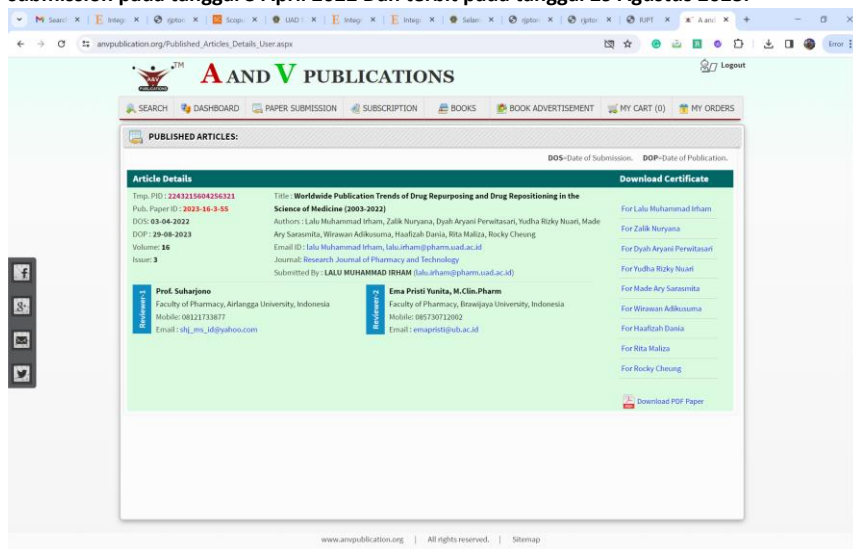 submission pada tanggal 3 April 2022 Dan terbit pada tanggal 29 Agustus 2023.
anvpublication.org/Published_Articles_Details_User.aspx
Error
A AND V PUBLICATIONS
TM
Logout
SEARCH DASHBOARD PAPER SUBMISSION SUBSCRIPTION BOOKS BOOK ADVERTISEMENT MY CART (0) MY ORDERS
PUBLISHED ARTICLES:
DOS=Date of Submission. DOP=Date of Publication.
Article Details Download Certificate
Tmp. PID : 2243215604256321
Pub. Paper ID : 2023-16-3-55
DOS: 03-04-2022
DOP : 29-08-2023
Volume: 16
Issue: 3
Title : Worldwide Publication Trends of Drug Repurposing and Drug Repositioning in the
Science of Medicine (2003-2022)
Authors : Lalu Muhammad Irham, Zalik Nuryana, Dyah Aryani Perwitasari, Yudha Rizky Nuari, Made
Ary Sarasmita, Wirawan Adikusuma, Haafizah Dania, Rita Maliza, Rocky Cheung
Email ID : lalu Muhammad Irham, lalu.irham@pharm.uad.ac.id
Journal: Research Journal of Pharmacy and Technology
Submitted By : LALU MUHAMMAD IRHAM (lalu.irham@pharm.uad.ac.id)
Reviewer-1
Prof. Suharjono
Faculty of Pharmacy, Airlangga University, Indonesia
Mobile: 08121733877
Email : shj_ms_id@yahoo.com
Reviewer-2
Ema Pristi Yunita, M.Clin.Pharm
Faculty of Pharmacy, Brawijaya University, Indonesia
Mobile: 085730712002
Email : emapristi@ub.ac.id
For Lalu Muhammad Irham
For Zalik Nuryana
For Dyah Aryani Perwitasari
For Yudha Rizky Nuari
For Made Ary Sarasmita
For Wirawan Adikusuma
For Haafizah Dania
For Rita Maliza
For Rocky Cheung
Download PDF Paper
www.anvpublication.org | All rights reserved. | Sitemap